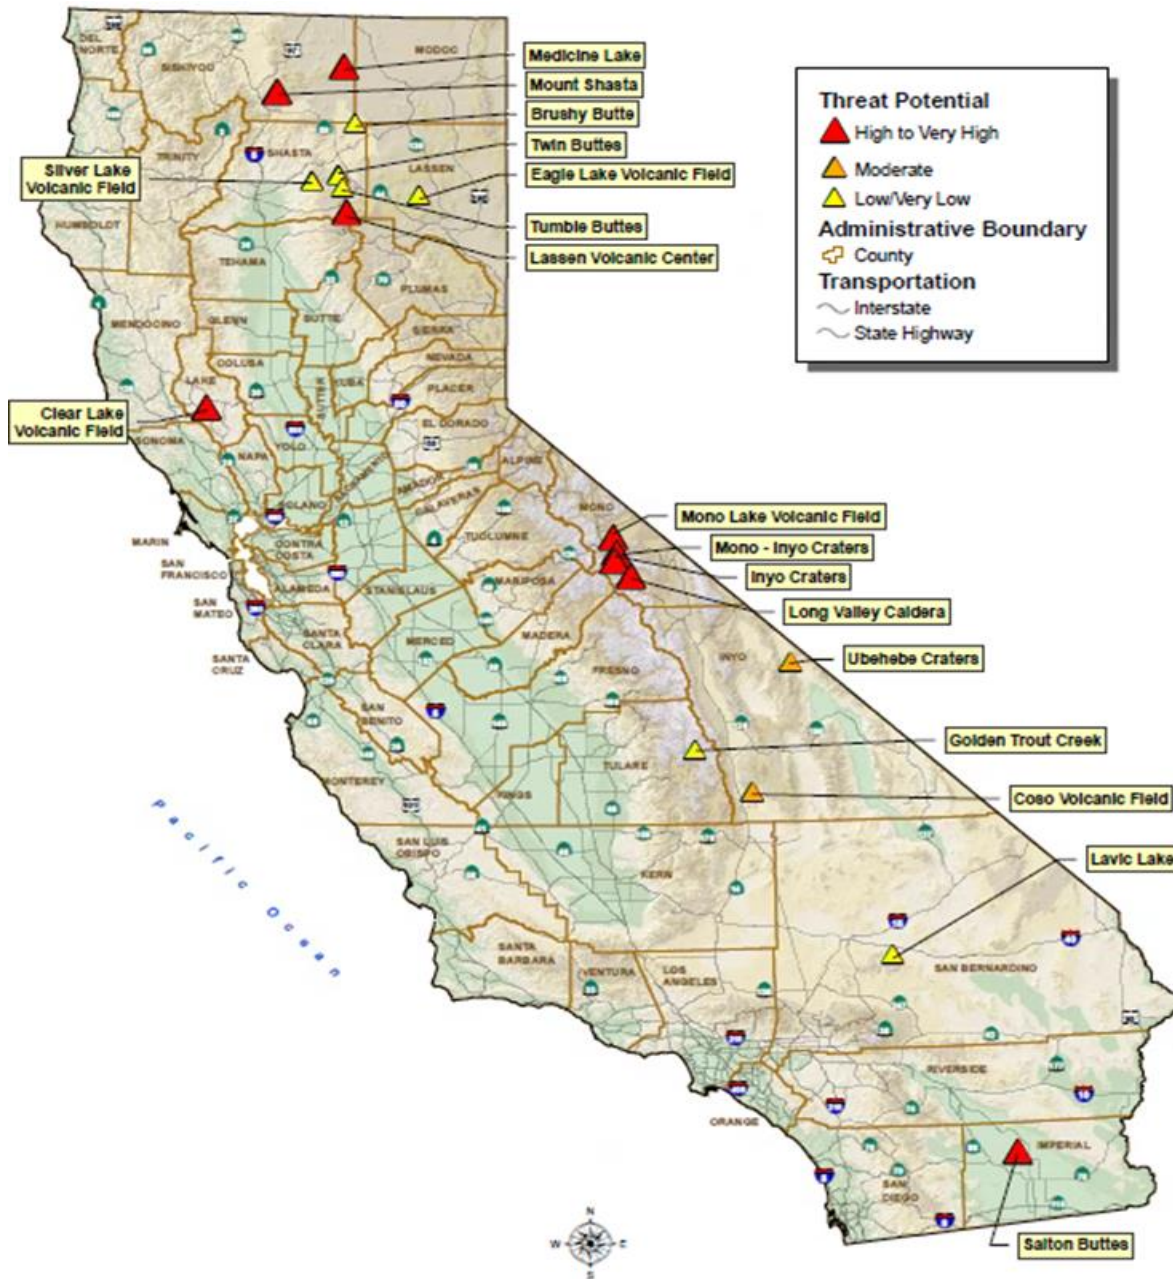 Medicine Lake
Mount Shasta
Brushy Butte
Twin Buttes
Eagle Lake Volcanic Field
Tumble Buttes
Lassen Volcanic Center
Silver Lake
Volcanic Field
Clear Lake
Volcanic Field
Mono Lake Volcanic Field
Mono - Inyo Craters
Inyo Craters
Long Valley Caldera
Ubehebe Craters
Golden Trout Creek
Coso Volcanic Field
Lavic Lake
Salton Buttes
Threat Potential
High to Very High
Moderate
Low/Very Low
Administrative Boundary
County
Transportation
Interstate
State Highway
DEL
NORTE
SISKIYOU
MODOC
TRINITY
SHASTA
LASSEN
HUMBOLDT
TEHAMA
PLUMAS
MENDOCINO
GLENN
BUTTE
SIERRA
COLUSA
NEVADA
LAKE
SUTTER
YUBA
PLACER
EL DORADO
SONOMA
NAPA
YOLO
SACRAMENTO
AMADOR
ALPINE
SOLANO
CALAVERAS
MONO
MARIN
CONTRA
COSTA
TUOLUMNE
SAN
FRANCISCO
ALAMEDA
STANISLAUS
MARIPOSA
SAN
MATEO
SANTA
CLARA
MERCED
MADERA
SANTA
CRUZ
FRESNO
INYO
SAN
BENITO
MONTEREY
KINGS
TULARE
SAN LUIS
OBISPO
KERN
SANTA
BARBARA
VENTURA
LOS
ANGELES
SAN BERNARDINO
RIVERSIDE
ORANGE
SAN
DIEGO
IMPERIAL
Pacific Ocean
N
W
E
S